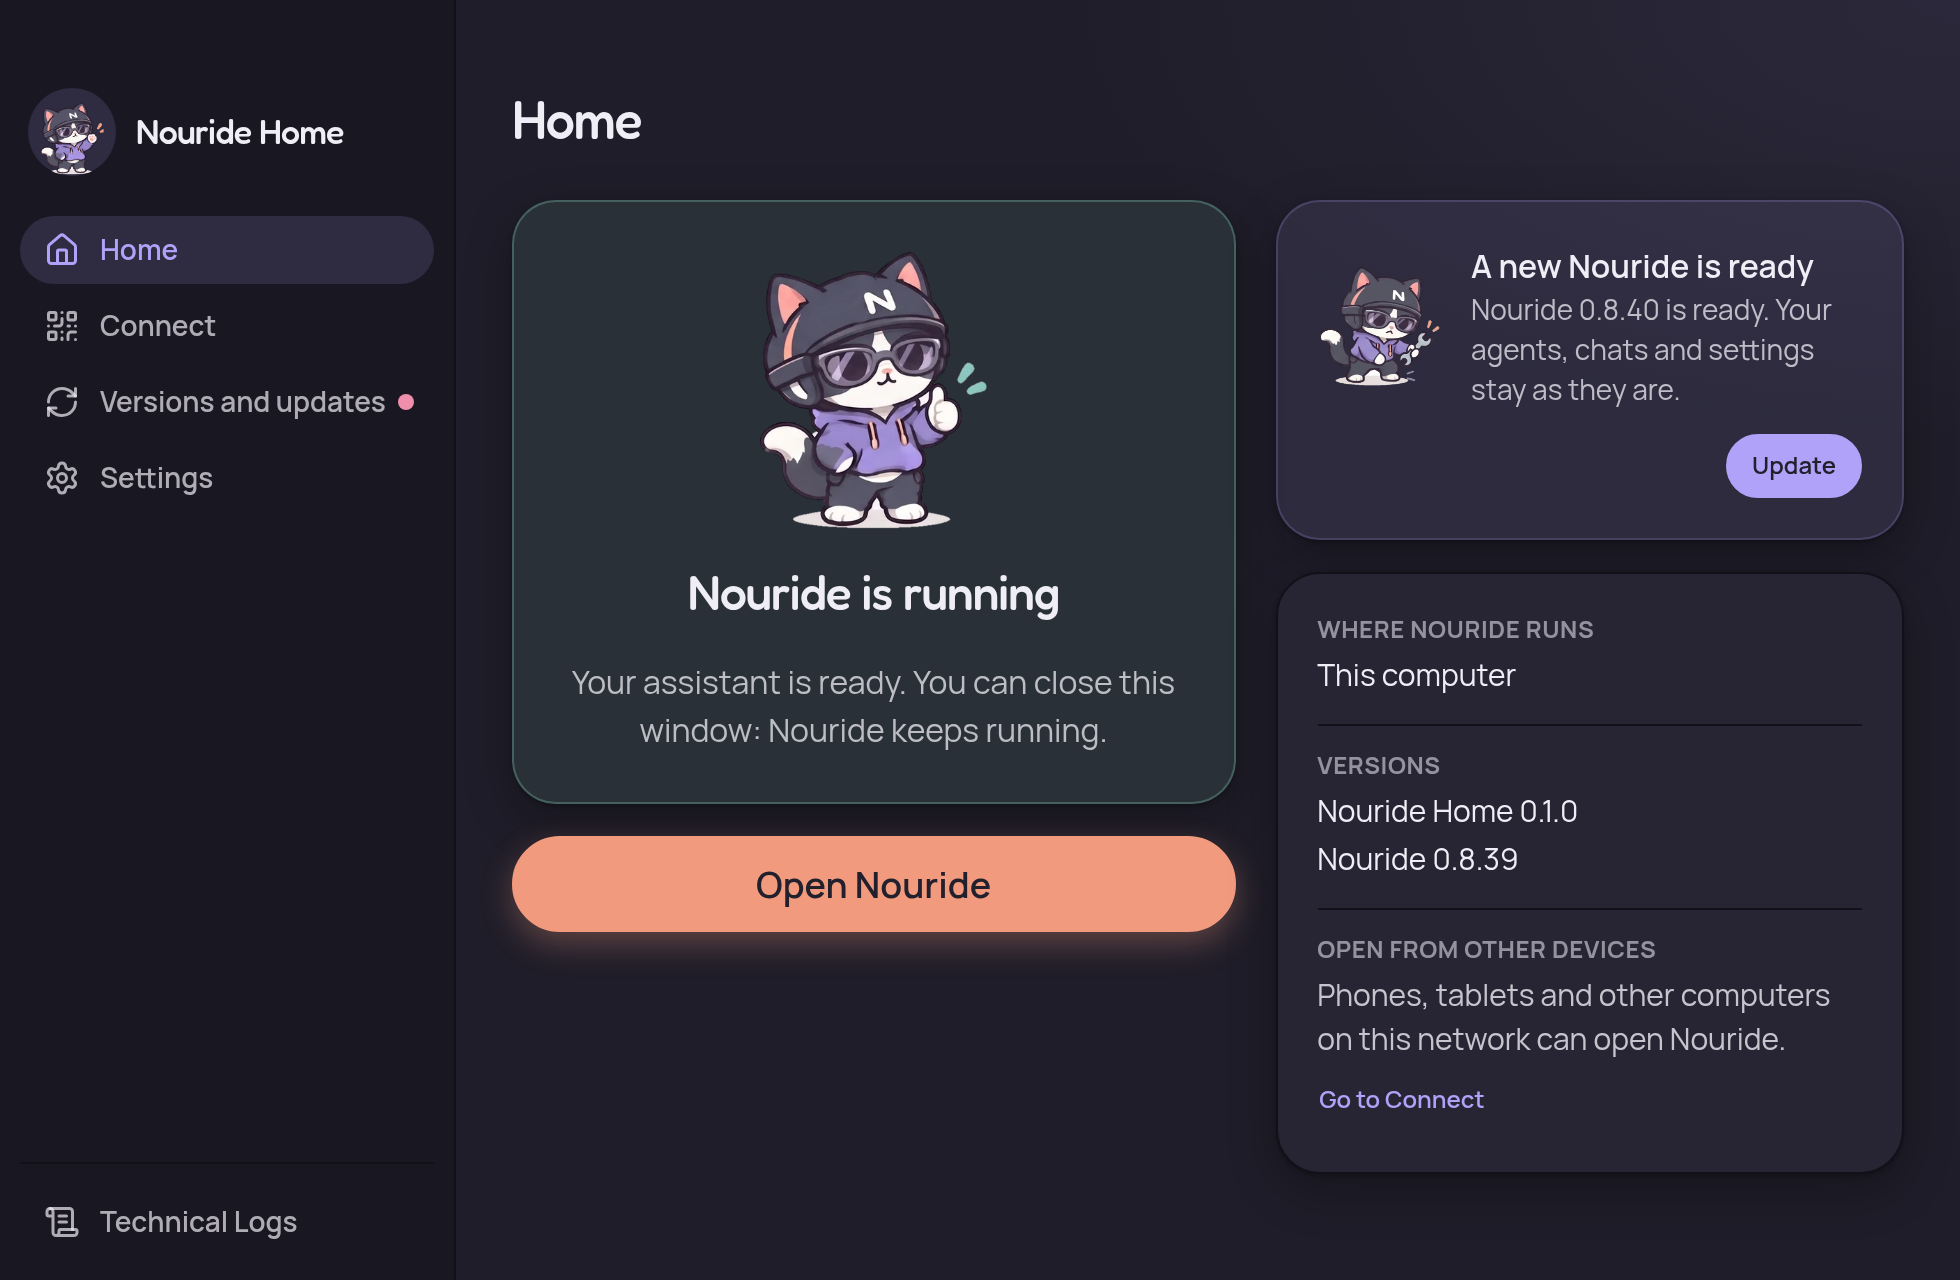 Nouride Home
Home
Connect
Versions and updates
Settings
Technical Logs
Home
N
Nouride is running
Your assistant is ready. You can close this
window: Nouride keeps running.
Open Nouride
A new Nouride is ready
Nouride 0.8.40 is ready. Your
agents, chats and settings
stay as they are.
Update
WHERE NOURIDE RUNS
This computer
VERSIONS
Nouride Home 0.1.0
Nouride 0.8.39
OPEN FROM OTHER DEVICES
Phones, tablets and other computers
on this network can open Nouride.
Go to Connect